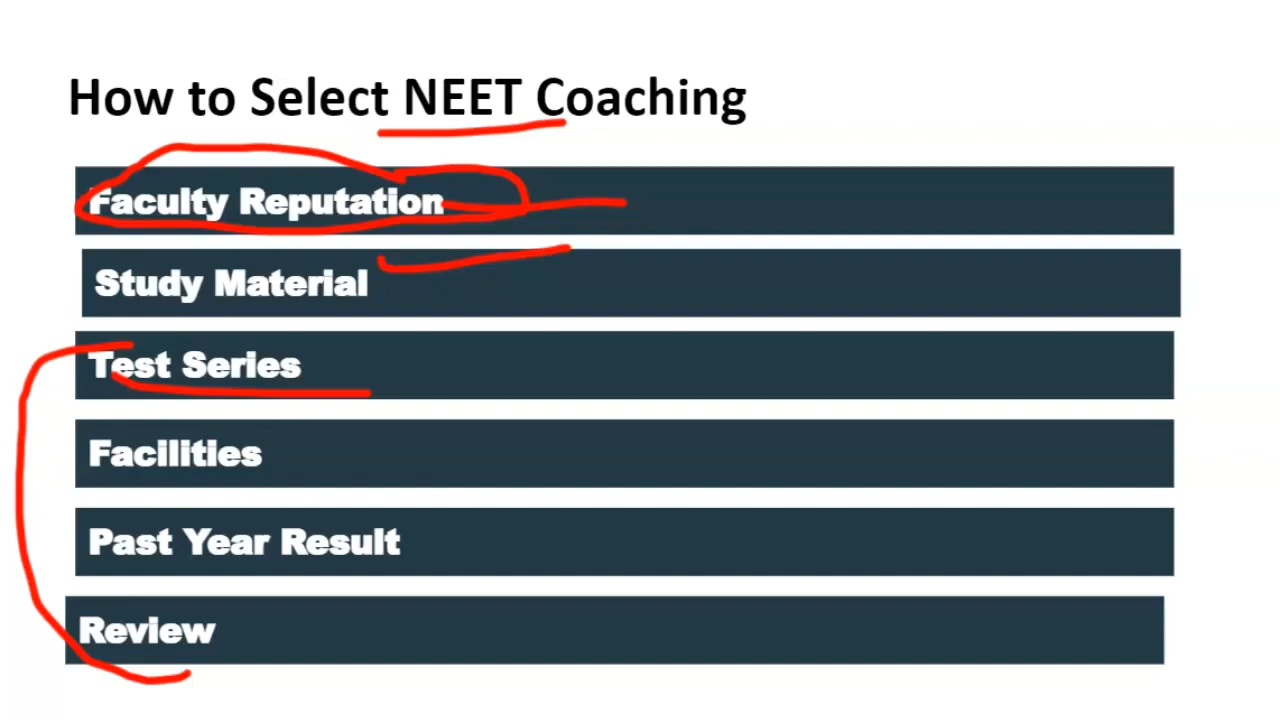 How to Select NEET Coaching
Faculty Reputation
Study Material
Test Series
Facilities
Past Year Result
Review